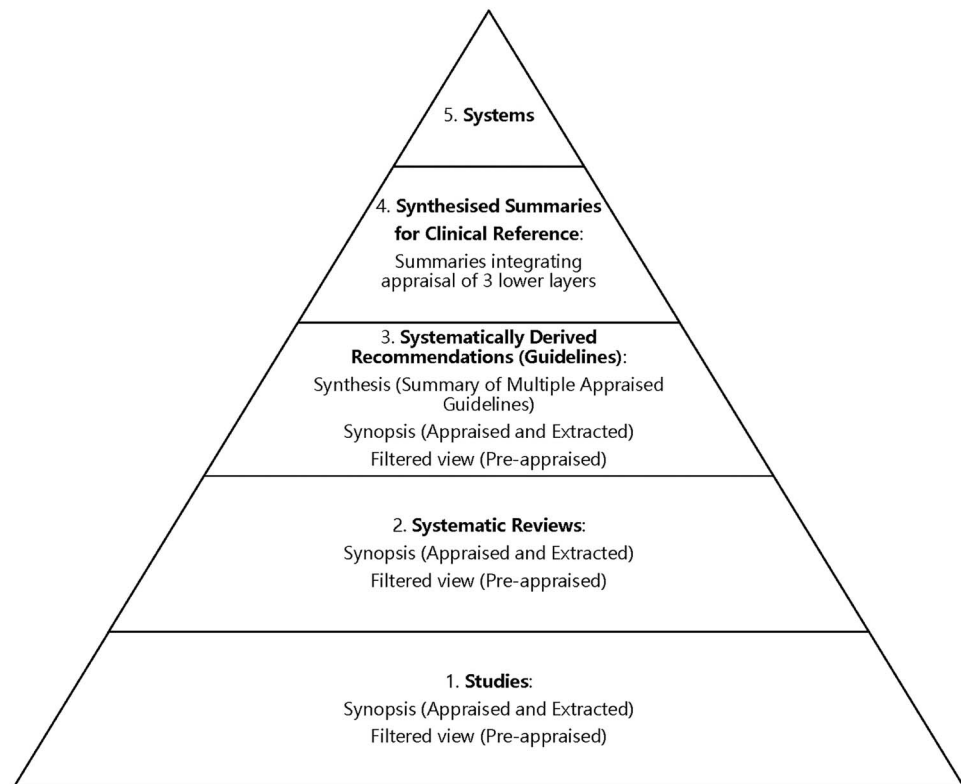 5. Systems
4. Synthesised Summaries
for Clinical Reference:
Summaries integrating
appraisal of 3 lower layers
3. Systematically Derived
Recommendations (Guidelines):
Synthesis (Summary of Multiple Appraised
Guidelines)
Synopsis (Appraised and Extracted)
Filtered view (Pre-appraised)
2. Systematic Reviews:
Synopsis (Appraised and Extracted)
Filtered view (Pre-appraised)
1. Studies:
Synopsis (Appraised and Extracted)
Filtered view (Pre-appraised)